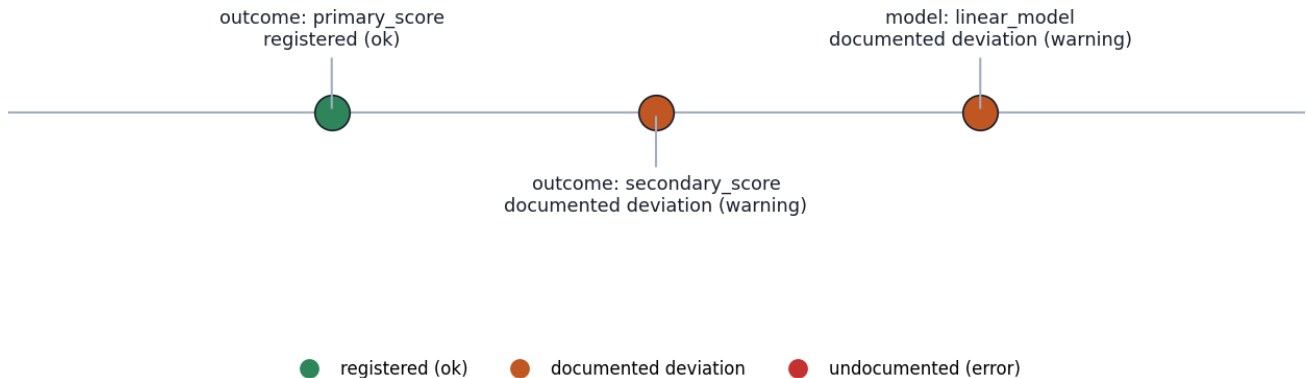 outcome: primary_score
registered (ok)
model: linear_model
documented deviation (warning)
outcome: secondary_score
documented deviation (warning)
registered (ok)
documented deviation
undocumented (error)